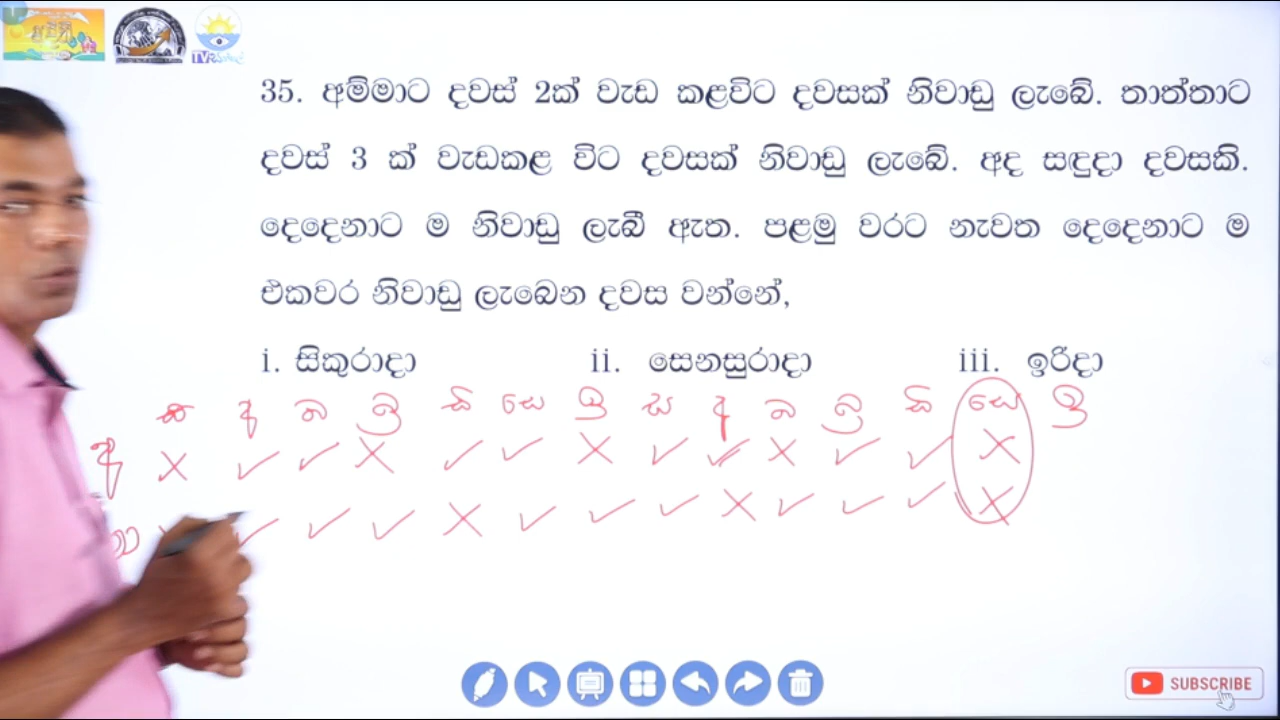 35. අම්මාට දවස් 2ක් වැඩ කළවිට දවසක් නිවාඩු ලැබේ. තාත්තාට
දවස් 3 ක් වැඩකළ විට දවසක් නිවාඩු ලැබේ. අද සඳුදා දවසකි.
දෙදෙනාට ම නිවාඩු ලැබී ඇත. පළමු වරට නැවත දෙදෙනාට ම
එකවර නිවාඩු ලැබෙන දවස වන්නේ,
i. සිකුරාදා ii. සෙනසුරාදා iii. ඉරිදා
ස අ බ බ්‍ර සි සෙ ඉ ස අ බ බ්‍ර සි සෙ ඉ
අ
SUBSCRIBE